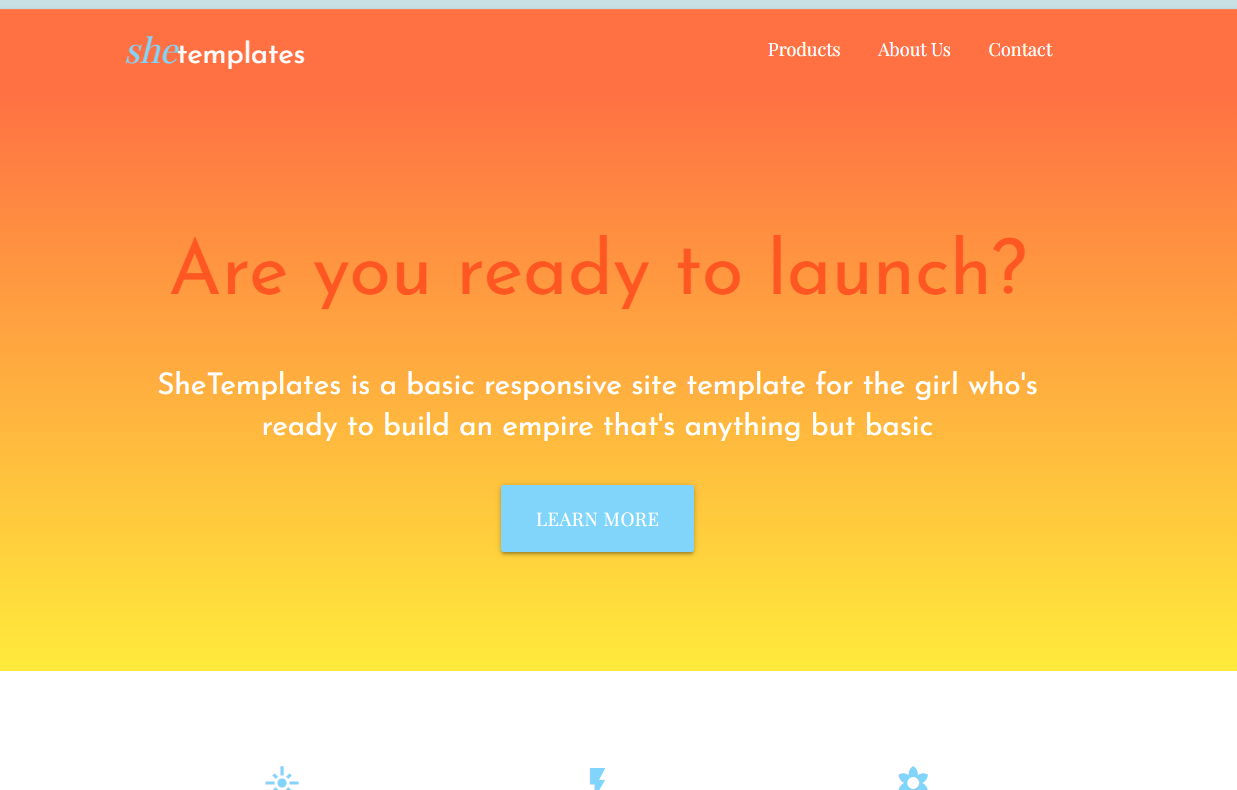 shetemplates
Products About Us Contact
Are you ready to launch?
SheTemplates is a basic responsive site template for the girl who's
ready to build an empire that's anything but basic
LEARN MORE